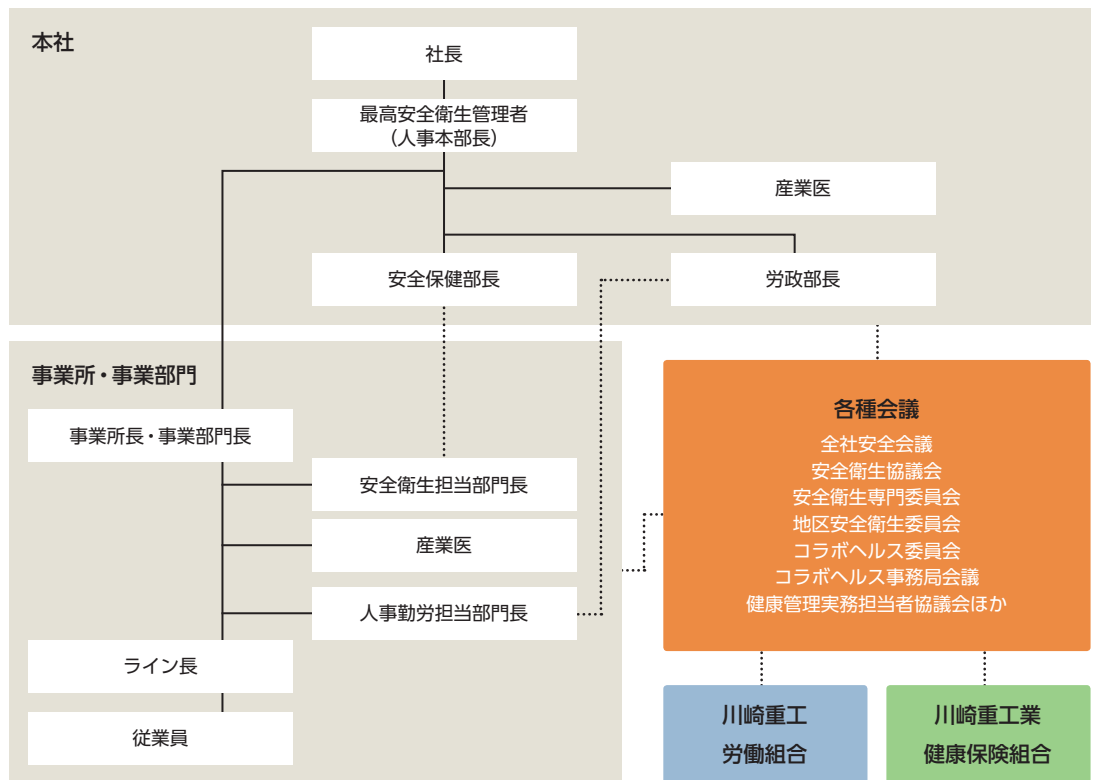 本社
社長
最高安全衛生管理者
（人事本部長）
産業医
安全保健部長
労政部長
事業所・事業部門
事業所長・事業部門長
安全衛生担当部門長
産業医
人事勤労担当部門長
ライン長
従業員
各種会議
全社安全会議
安全衛生協議会
安全衛生専門委員会
地区安全衛生委員会
コラボヘルス委員会
コラボヘルス事務局会議
健康管理実務担当者協議会ほか
川崎重工
労働組合
川崎重工業
健康保険組合